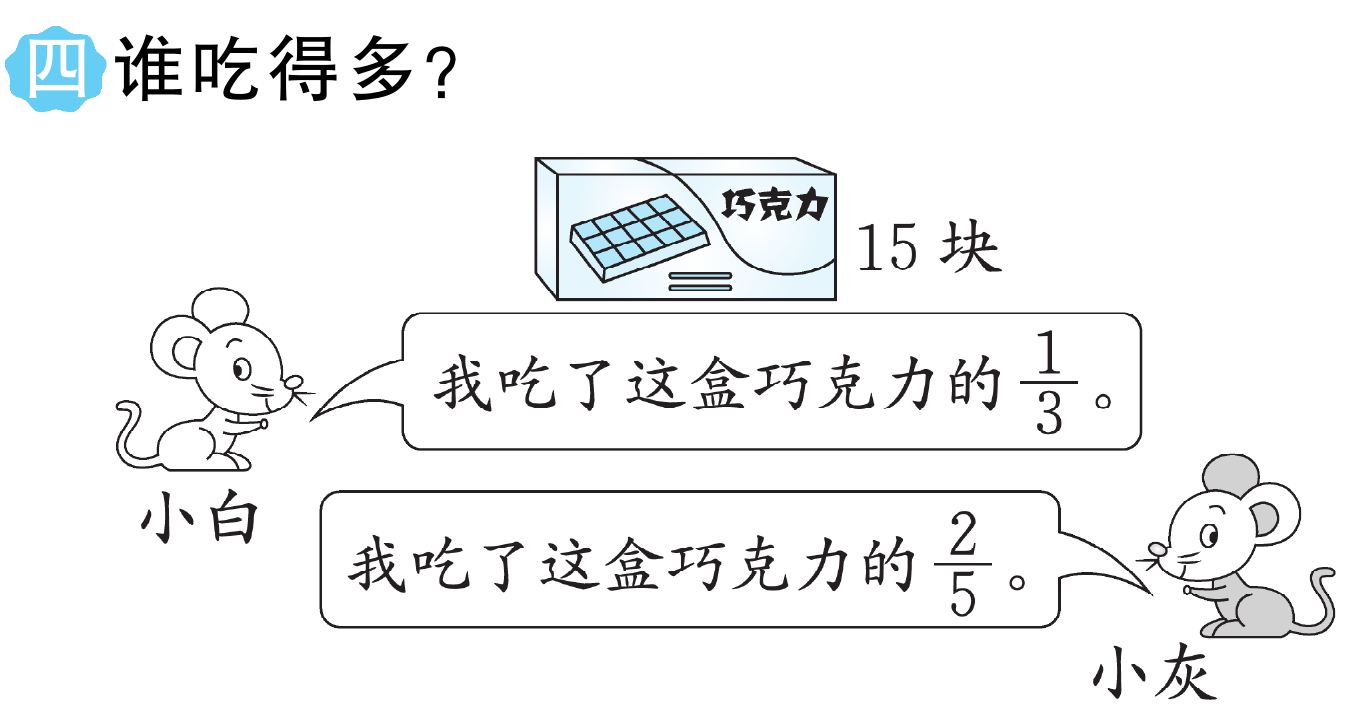 四 谁吃得多?
巧克力
15 块
我吃了这盒巧克力的 1/3 。
小白
我吃了这盒巧克力的 2/5 。
小灰